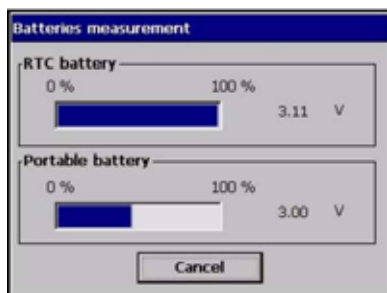 Batteries measurement
RTC battery
0 % 100 %
3.11 V
Portable battery
0 % 100 %
3.00 V
Cancel